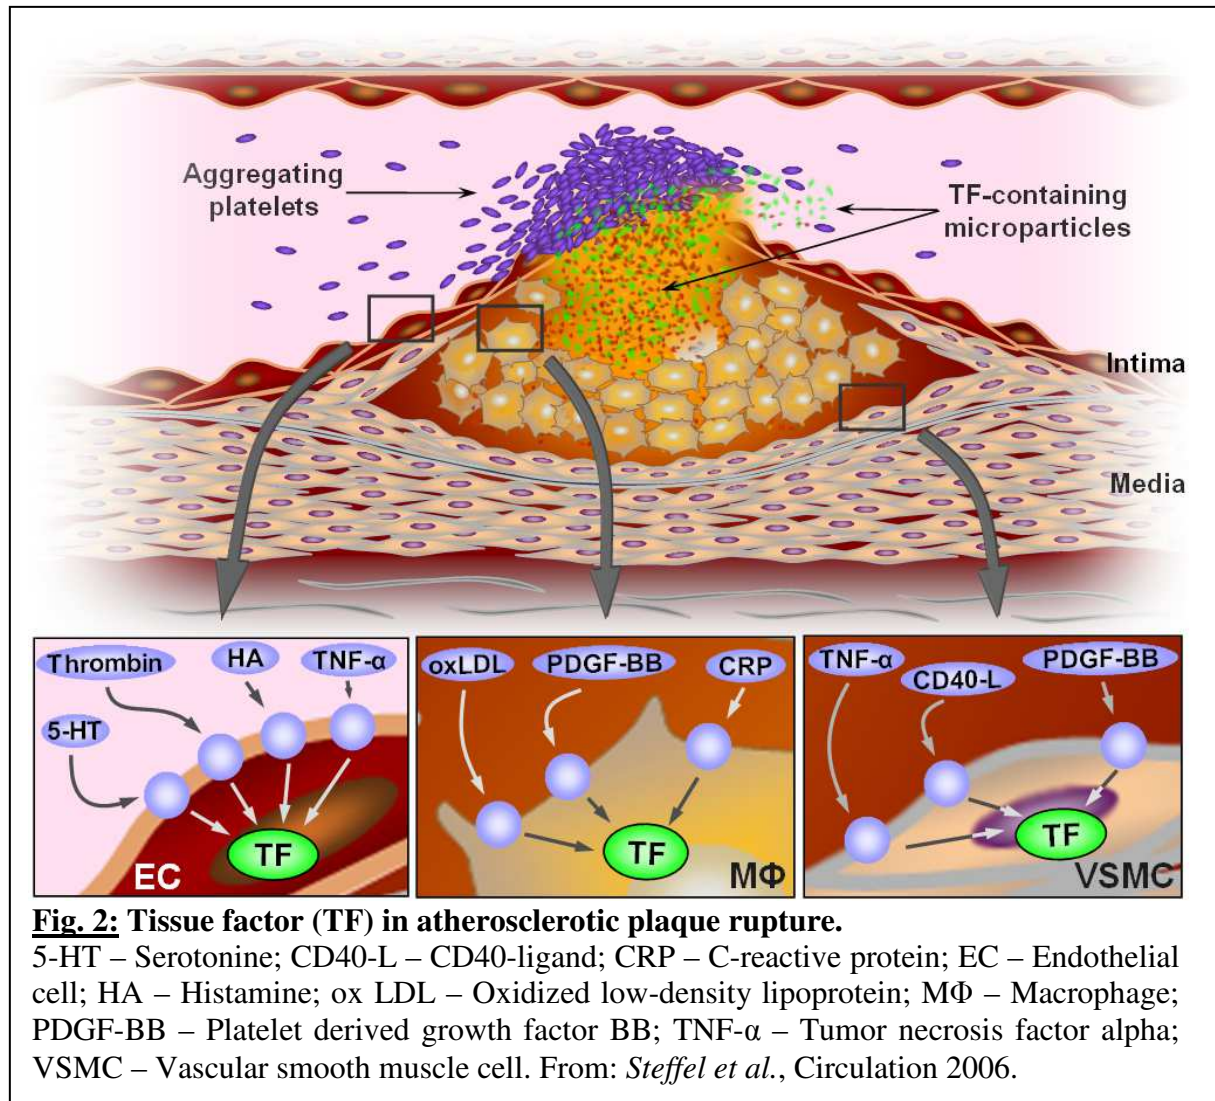 Aggregating
platelets
TF-containing
microparticles
Intima
Media
Thrombin
HA
TNF-α
5-HT
TF
EC
oxLDL
PDGF-BB
CRP
TF
MΦ
TNF-α
CD40-L
PDGF-BB
TF
VSMC
Fig. 2: Tissue factor (TF) in atherosclerotic plaque rupture.
5-HT – Serotonine; CD40-L – CD40-ligand; CRP – C-reactive protein; EC – Endothelial
cell; HA – Histamine; ox LDL – Oxidized low-density lipoprotein; MΦ – Macrophage;
PDGF-BB – Platelet derived growth factor BB; TNF-α – Tumor necrosis factor alpha;
VSMC – Vascular smooth muscle cell. From: Steffel et al., Circulation 2006.